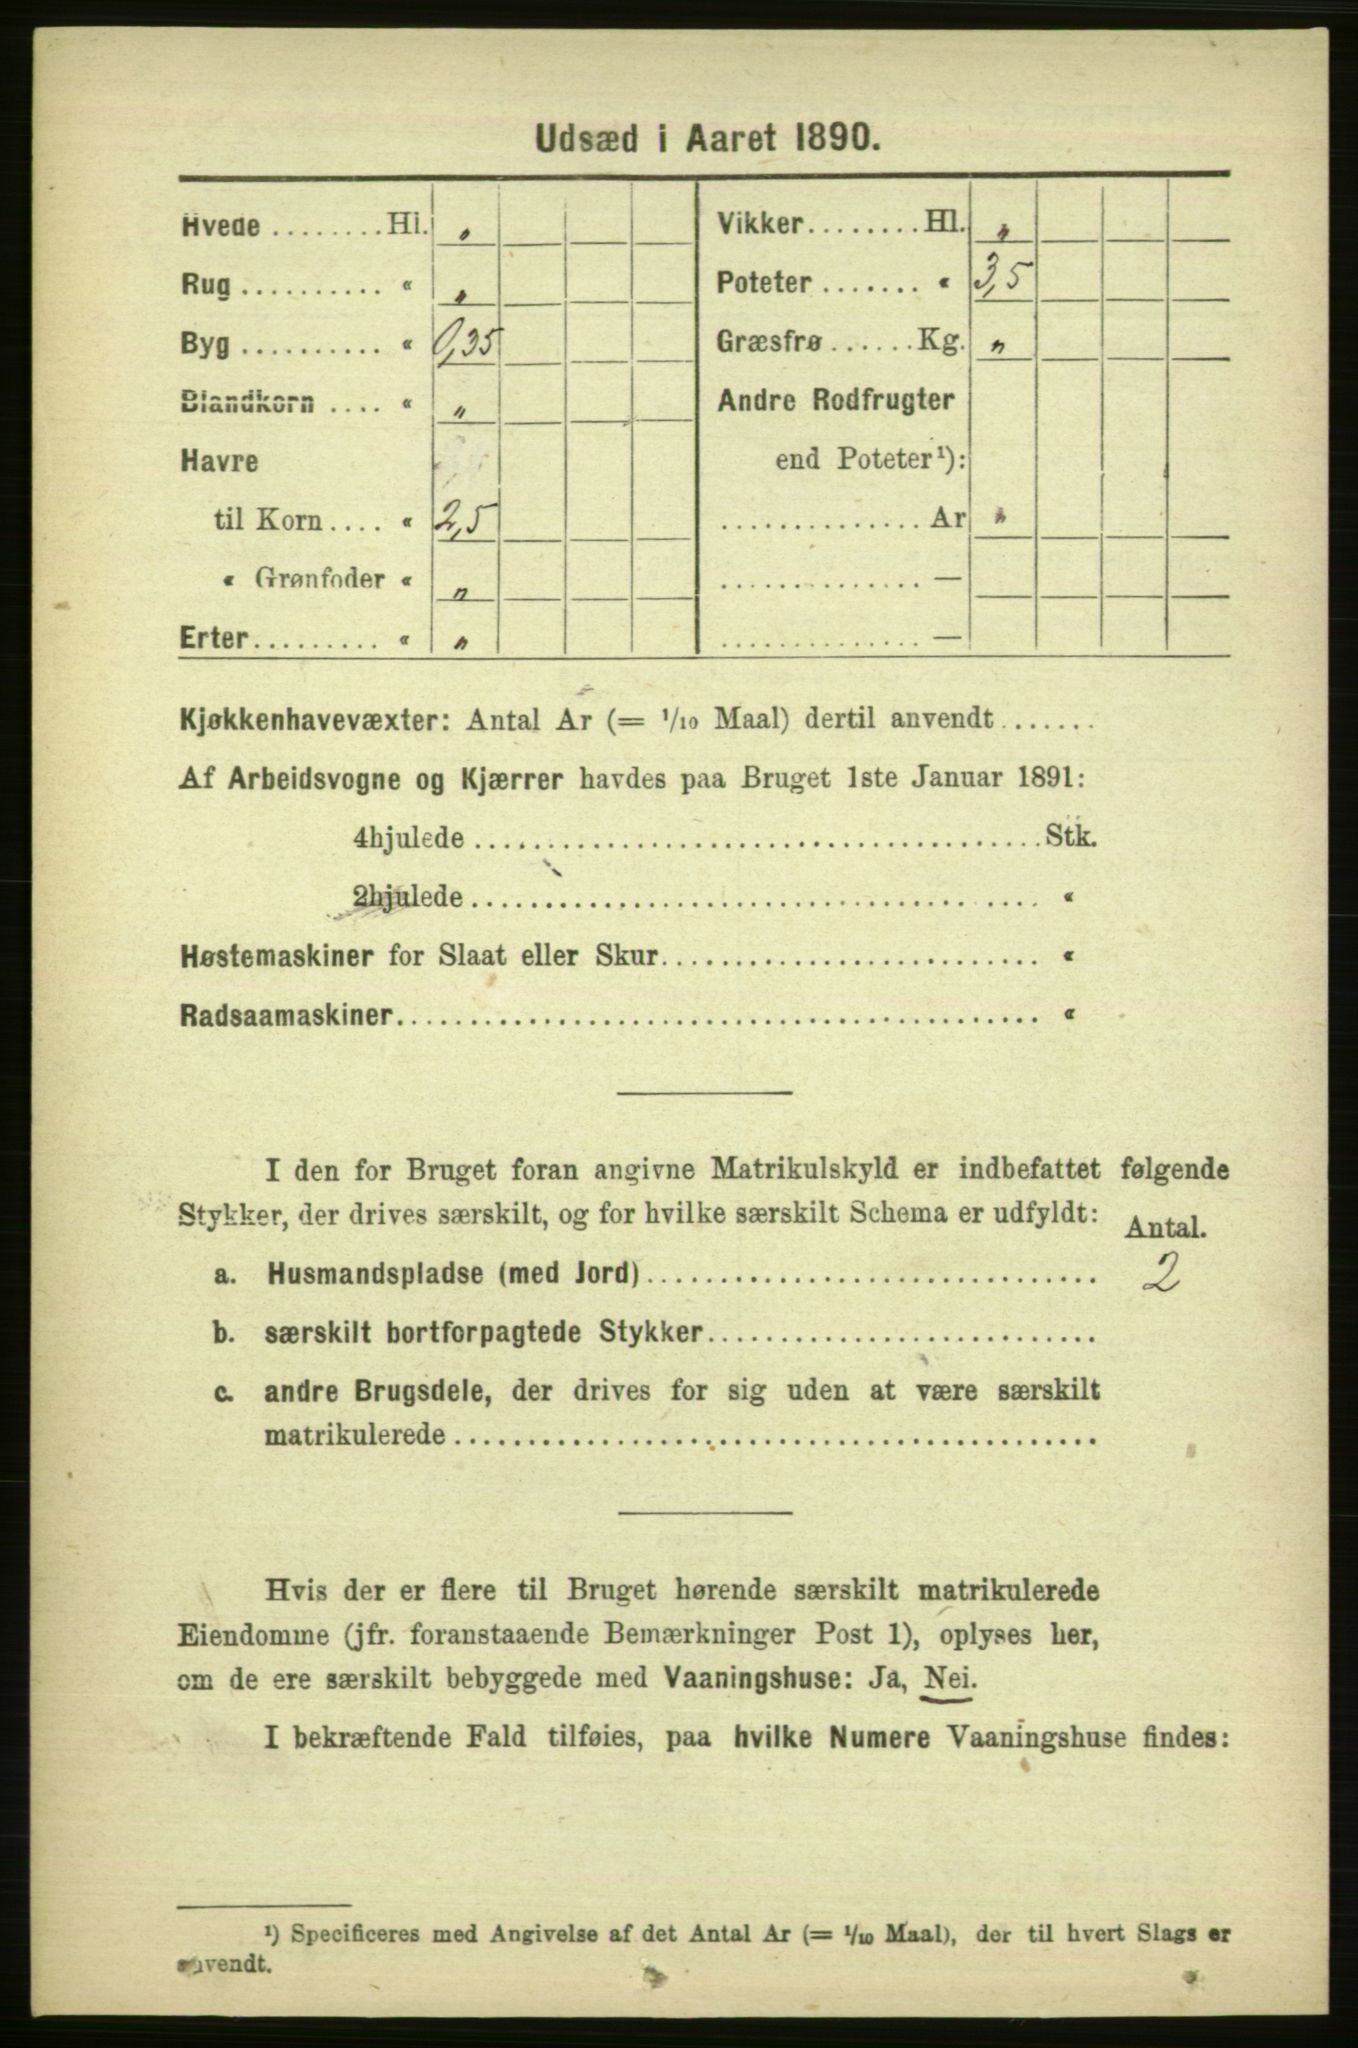 Udsæd i Aaret 1890.
Hvede ........ Hl. "
Rug .......... " "
Byg .......... " 0,35
Blandkorn .... " "
Havre
til Korn .... " 2,5
" Grønfoder " "
Erter ......... " "
Vikker ........ Hl. "
Poteter ....... " 3,5
Græsfrø ...... Kg. "
Andre Rodfrugter
end Poteter¹):
.............. Ar "
.............. —
.............. —
Kjøkkenhavevæxter: Antal Ar (= 1/10 Maal) dertil anvendt .......
Af Arbeidsvogne og Kjærrer havdes paa Bruget 1ste Januar 1891:
4hjulede ........................................ Stk.
2hjulede ........................................ "
Høstemaskiner for Slaat eller Skur .......................... "
Radsaamaskiner ............................................ "
I den for Bruget foran angivne Matrikulskyld er indbefattet følgende
Stykker, der drives særskilt, og for hvilke særskilt Schema er udfyldt:
Antal.
a. Husmandspladse (med Jord) ............................... 2
b. særskilt bortforpagtede Stykker ...........................
c. andre Brugsdele, der drives for sig uden at være særskilt
matrikulerede ............................................
Hvis der er flere til Bruget hørende særskilt matrikulerede
Eiendomme (jfr. foranstaaende Bemærkninger Post 1), oplyses her,
om de ere særskilt bebyggede med Vaaningshuse: Ja, Nei.
I bekræftende Fald tilføies, paa hvilke Numere Vaaningshuse findes:
¹) Specificeres med Angivelse af det Antal Ar (= 1/10 Maal), der til hvert Slags er
anvendt.